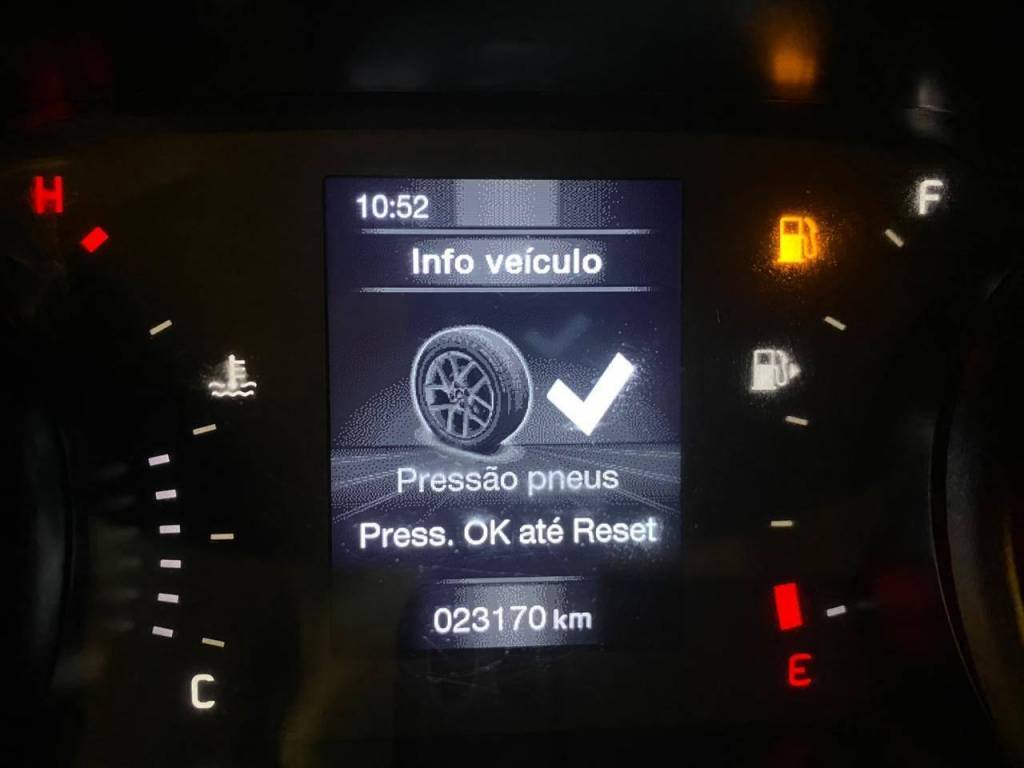 10:52
H
F
Info veículo
Pressão pneus
Press. OK até Reset
023170 km
E
C